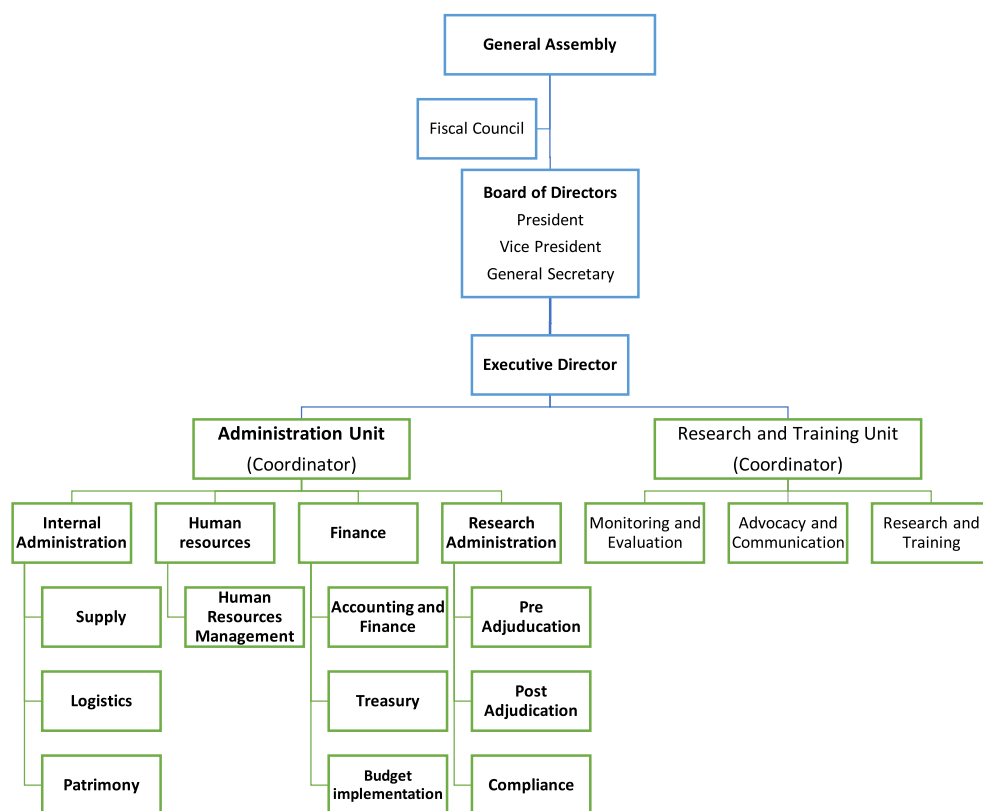 General Assembly
Fiscal Council
Board of Directors
President
Vice President
General Secretary
Executive Director
Administration Unit
(Coordinator)
Research and Training Unit
(Coordinator)
Internal
Administration
Human
resources
Finance
Research
Administration
Monitoring and
Evaluation
Advocacy and
Communication
Research and
Training
Supply
Human
Resources
Management
Accounting and
Finance
Pre
Adjuducation
Logistics
Treasury
Post
Adjudication
Patrimony
Budget
implementation
Compliance